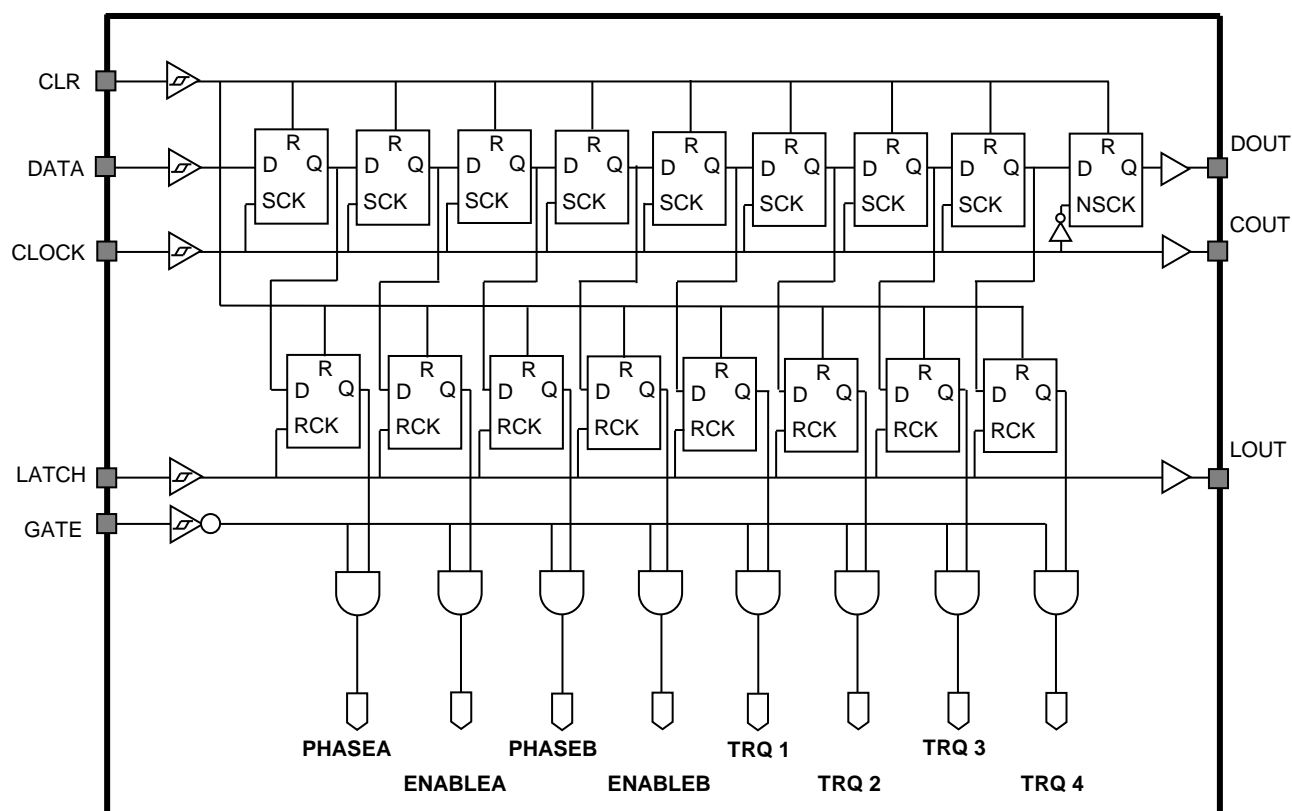 CLR
R R R R R R R R R
DOUT
DATA
D Q D Q D Q D Q D Q D Q D Q D Q D Q
SCK SCK SCK SCK SCK SCK SCK SCK NSCK
COUT
CLOCK
R R R R R R R R
D Q D Q D Q D Q D Q D Q D Q D Q
RCK RCK RCK RCK RCK RCK RCK RCK
LOUT
LATCH
GATE
PHASEA PHASEB TRQ 1 TRQ 3
ENABLEA ENABLEB TRQ 2 TRQ 4